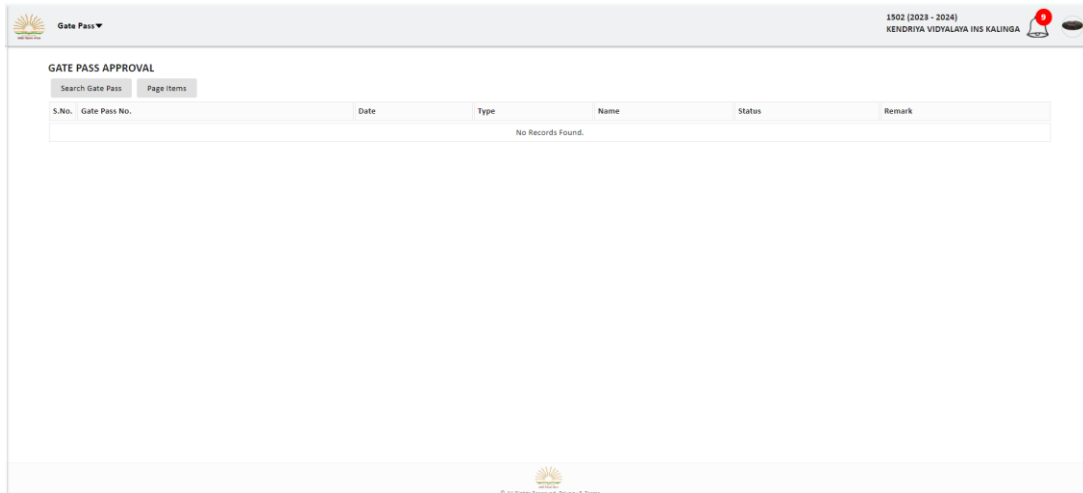 Gate Pass▼
1502 (2023 - 2024)
KENDRIYA VIDYALAYA INS KALINGA
9
GATE PASS APPROVAL
Search Gate Pass Page Items
S.No. Gate Pass No. Date Type Name Status Remark
No Records Found.